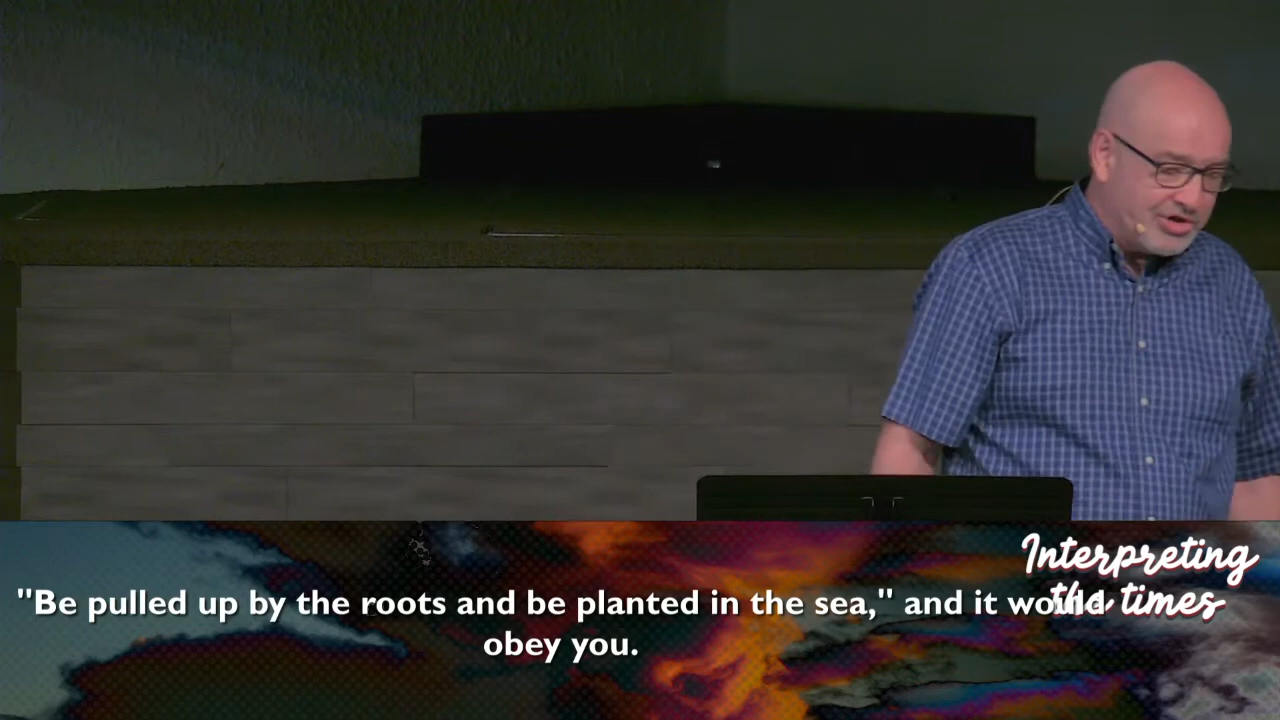 Interpreting
the times
"Be pulled up by the roots and be planted in the sea," and it would
obey you.